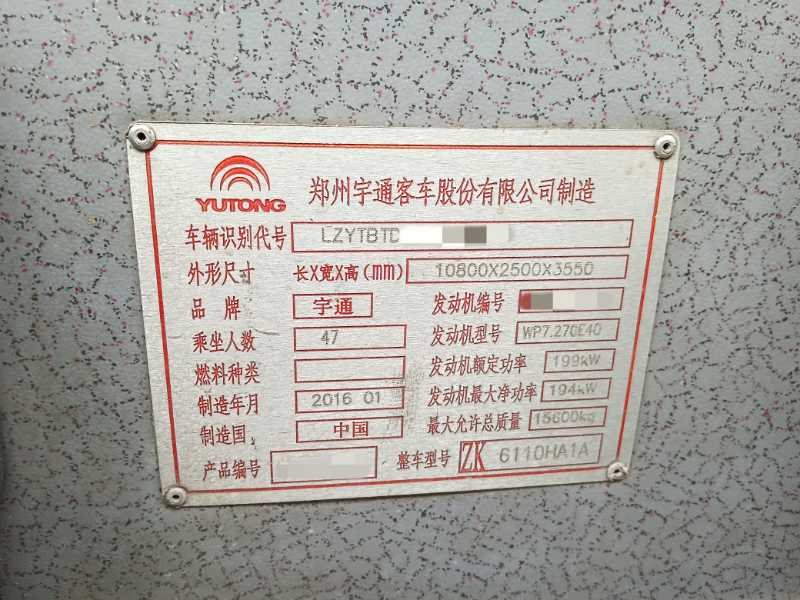 YUTONG 郑州宇通客车股份有限公司制造
车辆识别代号 LZYTBTD
外形尺寸 长X宽X高(mm) 10800X2500X3550
品牌 宇通 发动机编号
乘坐人数 47 发动机型号 WP7.270E40
燃料种类 发动机额定功率 199kW
制造年月 2016 01 发动机最大净功率 194kW
制造国 中国 最大允许总质量 15600kg
产品编号 整车型号 ZK 6110HA1A